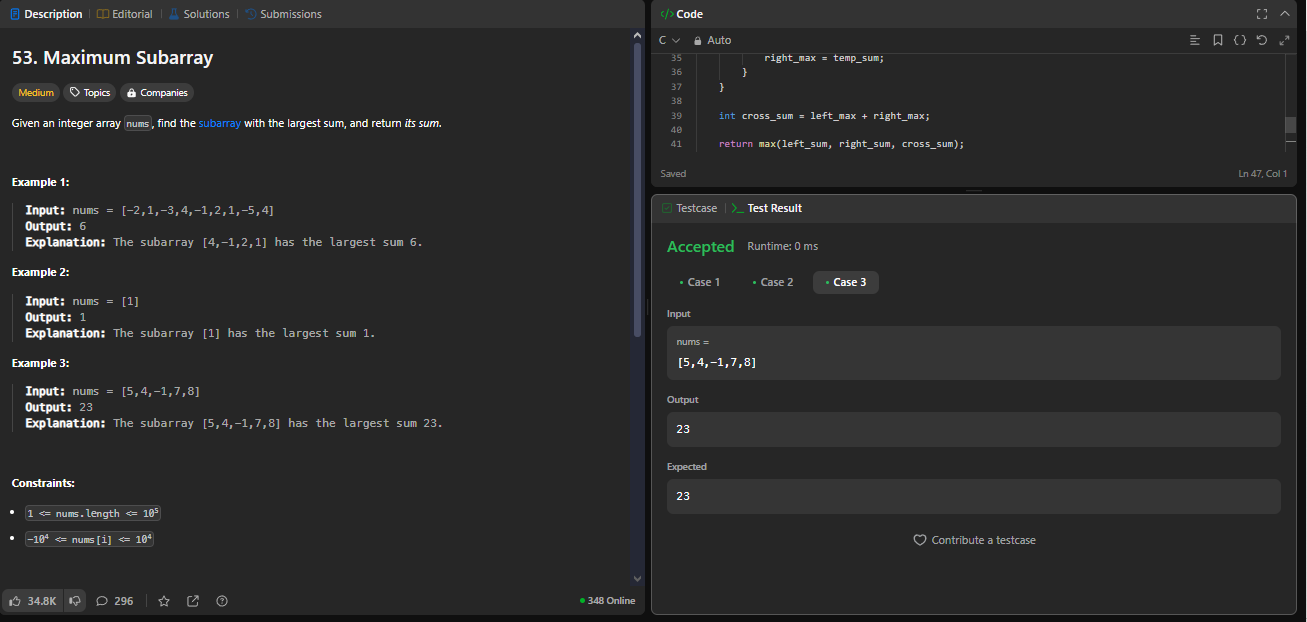 Description | Editorial | Solutions | Submissions
53. Maximum Subarray
Medium Topics Companies
Given an integer array nums, find the subarray with the largest sum, and return its sum.
Example 1:
Input: nums = [-2,1,-3,4,-1,2,1,-5,4]
Output: 6
Explanation: The subarray [4,-1,2,1] has the largest sum 6.
Example 2:
Input: nums = [1]
Output: 1
Explanation: The subarray [1] has the largest sum 1.
Example 3:
Input: nums = [5,4,-1,7,8]
Output: 23
Explanation: The subarray [5,4,-1,7,8] has the largest sum 23.
Constraints:
• 1 <= nums.length <= 10⁵
• -10⁴ <= nums[i] <= 10⁴
34.8K 296 348 Online
</> Code
C Auto
35 right_max = temp_sum;
36 }
37 }
38
39 int cross_sum = left_max + right_max;
40
41 return max(left_sum, right_sum, cross_sum);
Saved Ln 47, Col 1
Testcase | >_ Test Result
Accepted Runtime: 0 ms
• Case 1 • Case 2 • Case 3
Input
nums =
[5,4,-1,7,8]
Output
23
Expected
23
Contribute a testcase